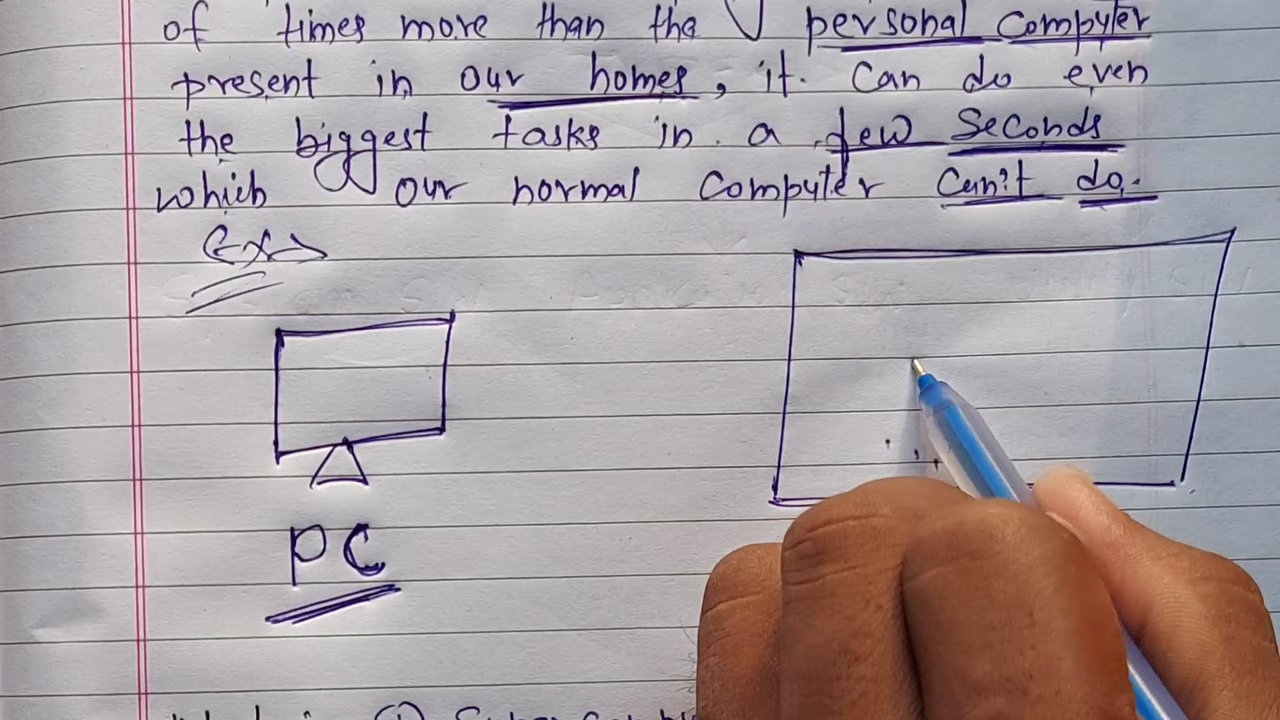 of times more than the personal Computer
present in our homes, it. Can do even
the biggest tasks in. a few Seconds
which our normal Computer Can't do.
Ex→
PC